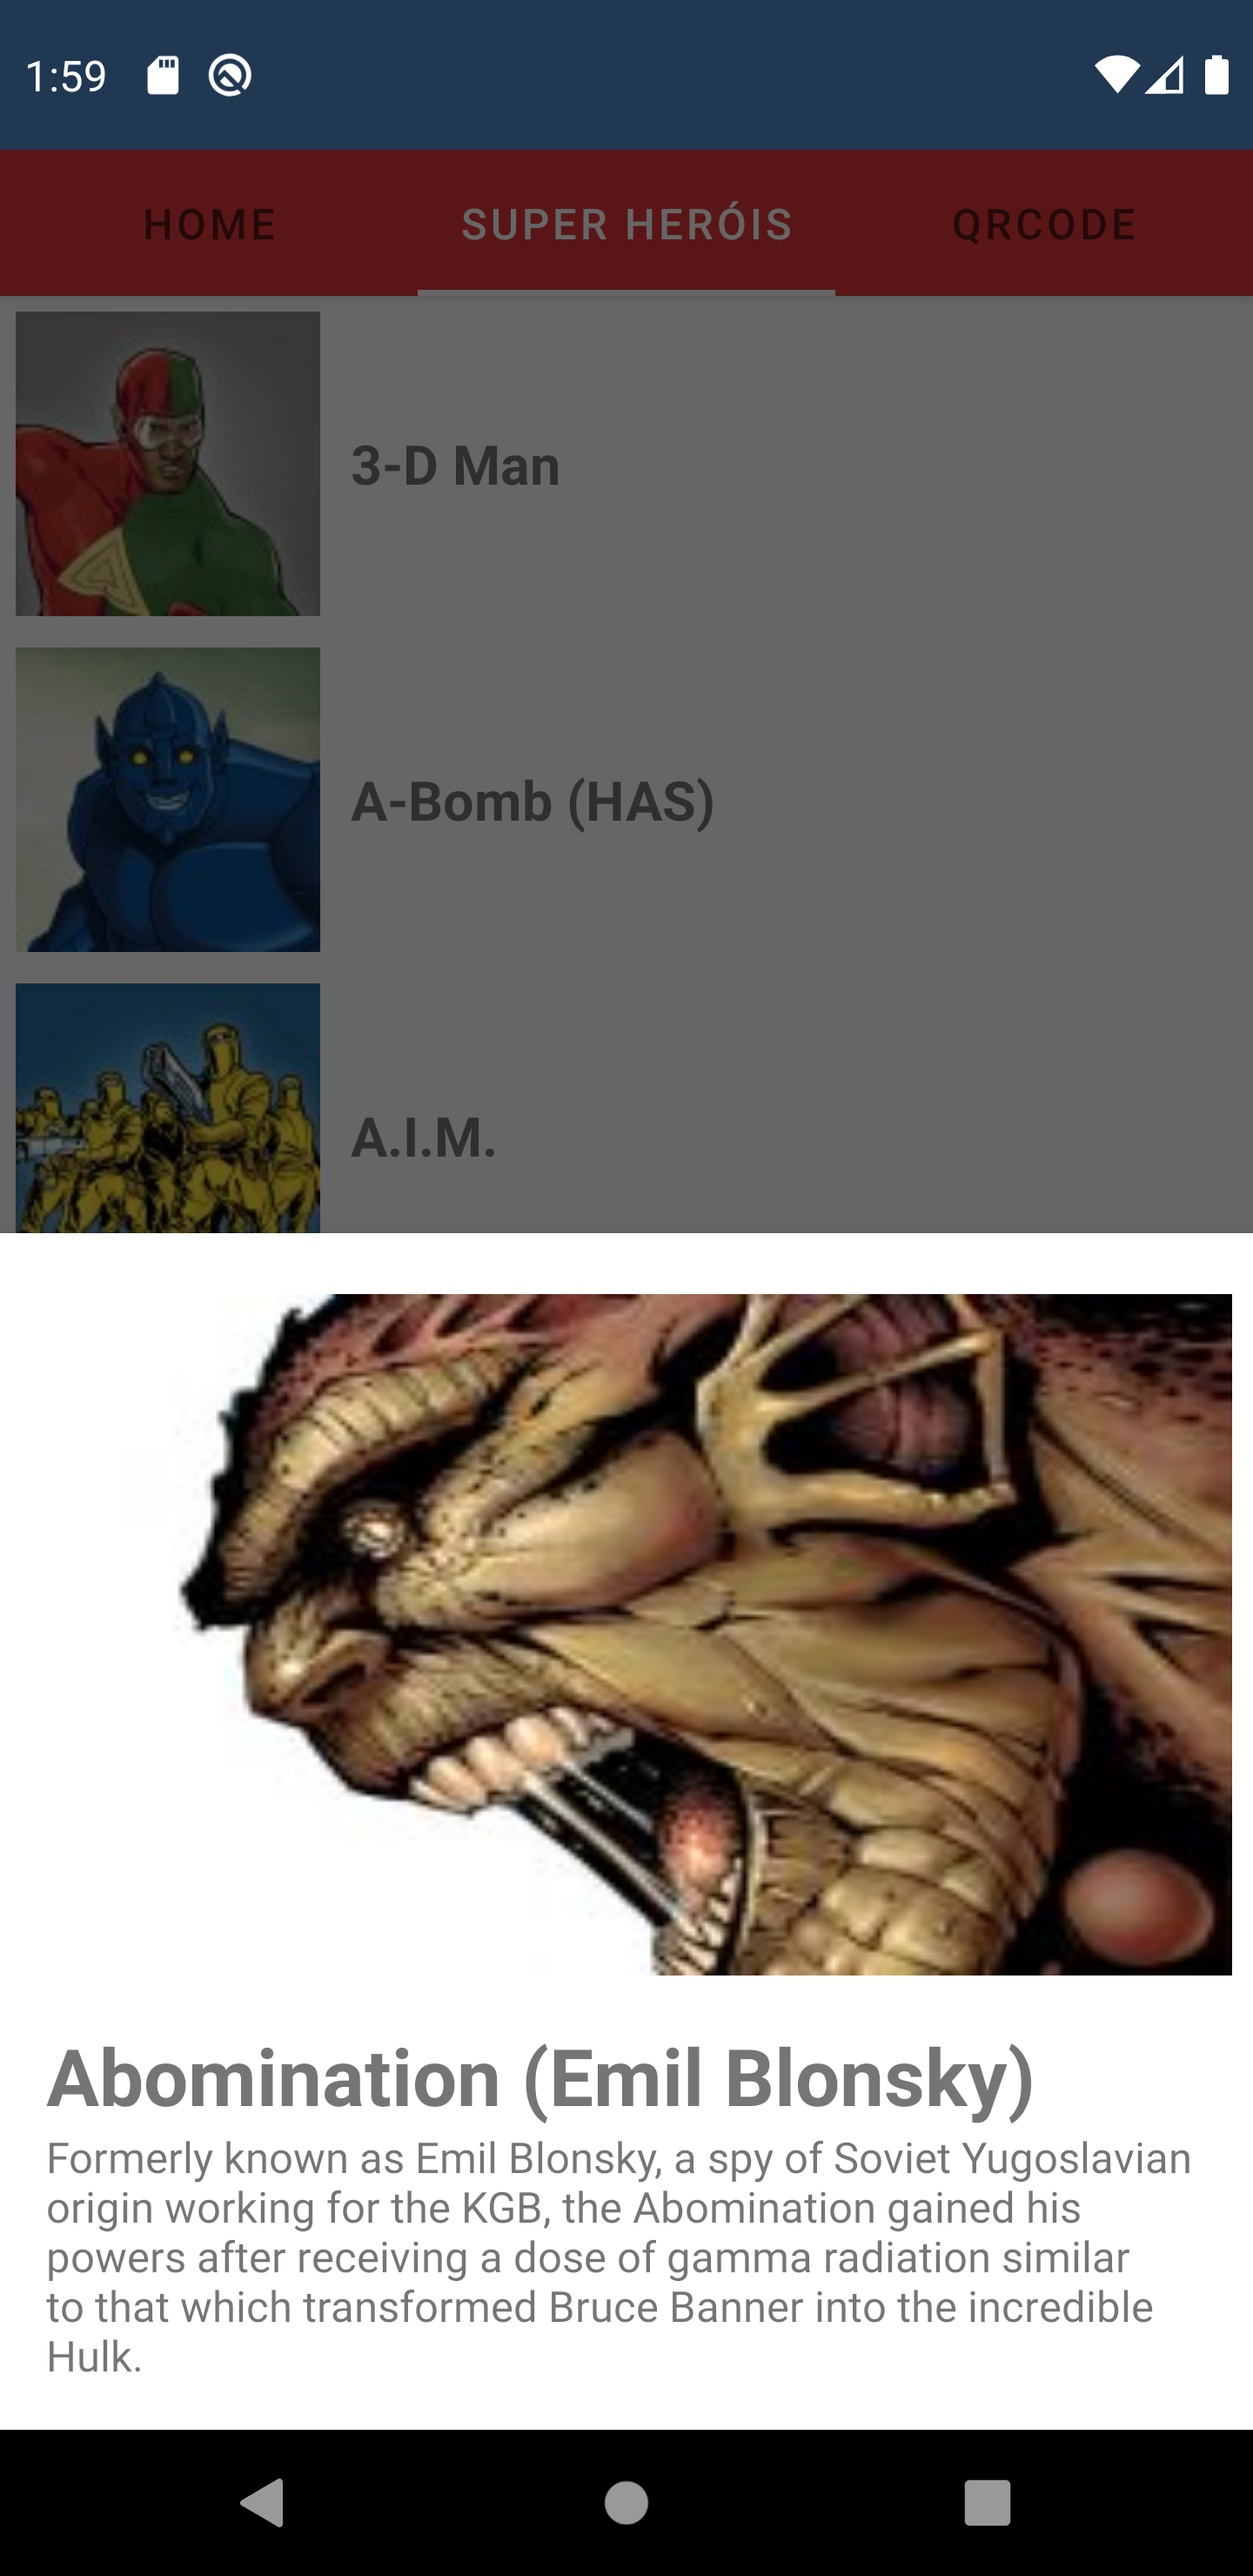 1:59
HOME
SUPER HERÓIS
QRCODE
3-D Man
A-Bomb (HAS)
A.I.M.
Abomination (Emil Blonsky)
Formerly known as Emil Blonsky, a spy of Soviet Yugoslavian
origin working for the KGB, the Abomination gained his
powers after receiving a dose of gamma radiation similar
to that which transformed Bruce Banner into the incredible
Hulk.